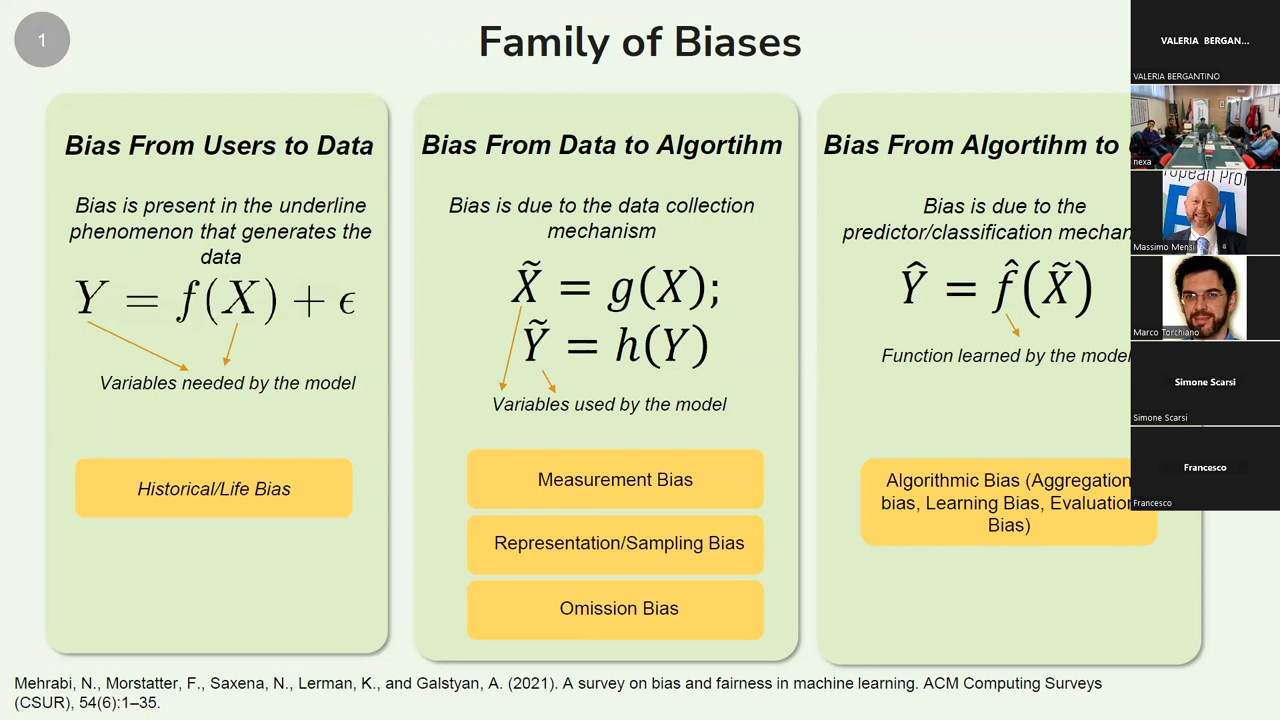 1
Family of Biases
Bias From Users to Data
Bias is present in the underline
phenomenon that generates the
data
Y = f(X) + ϵ
Variables needed by the model
Historical/Life Bias
Bias From Data to Algortihm
Bias is due to the data collection
mechanism
X̃ = g(X);
Ỹ = h(Y)
Variables used by the model
Measurement Bias
Representation/Sampling Bias
Omission Bias
Bias From Algortihm to
Bias is due to the
predictor/classification mechan
Ŷ = f̂(X̃)
Function learned by the model
Algorithmic Bias (Aggregation
bias, Learning Bias, Evaluation
Bias)
Mehrabi, N., Morstatter, F., Saxena, N., Lerman, K., and Galstyan, A. (2021). A survey on bias and fairness in machine learning. ACM Computing Surveys
(CSUR), 54(6):1–35.
VALERIA BERGAN...
VALERIA BERGANTINO
nexa
Massimo Mensi
Marco Torchiano
Simone Scarsi
Simone Scarsi
Francesco
Francesco